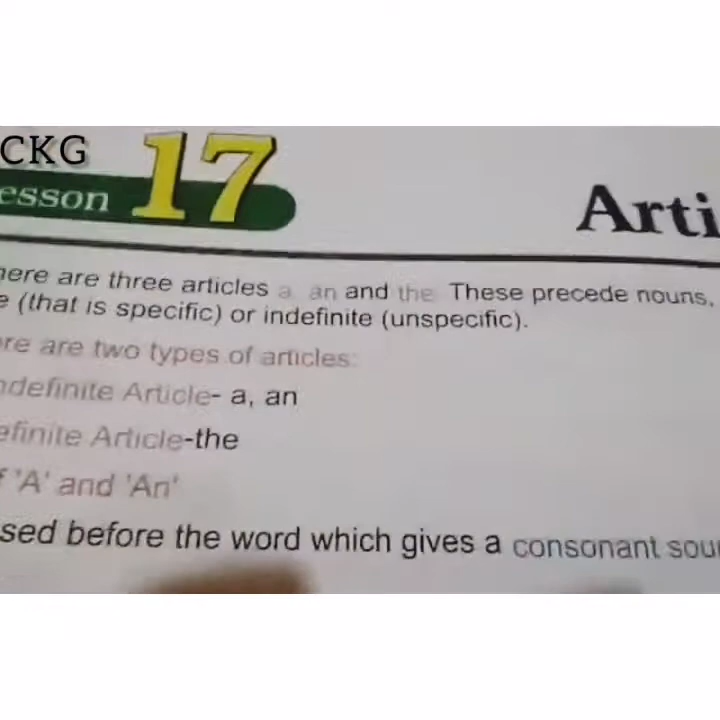 CKG
esson 17
Arti
here are three articles a, an and the. These precede nouns,
e (that is specific) or indefinite (unspecific).
re are two types of articles:
ndefinite Article- a, an
efinite Article-the
f 'A' and 'An'
sed before the word which gives a consonant sou